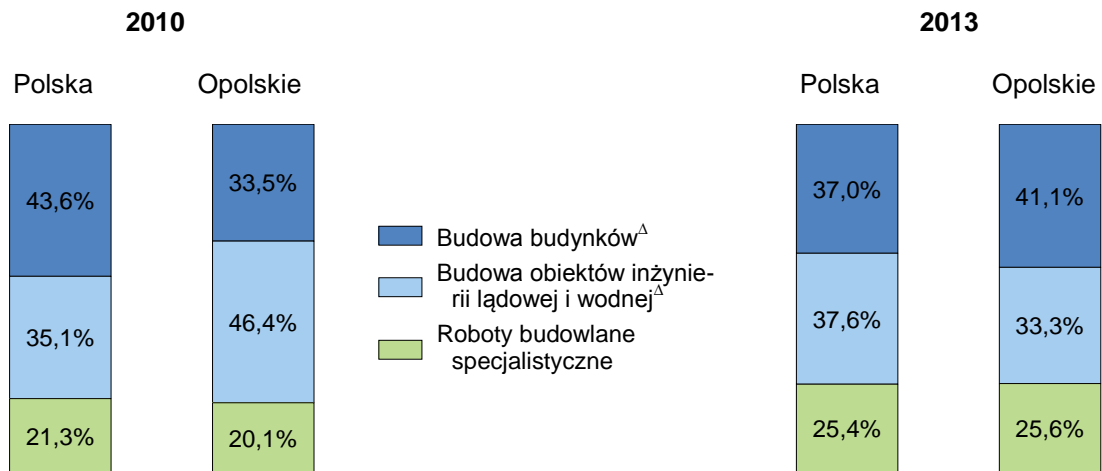 2010
2013
Polska
Opolskie
Polska
Opolskie
43,6%
33,5%
37,0%
41,1%
Budowa budynków^Δ
Budowa obiektów inżynie-
rii lądowej i wodnej^Δ
Roboty budowlane
specjalistyczne
35,1%
46,4%
37,6%
33,3%
21,3%
20,1%
25,4%
25,6%